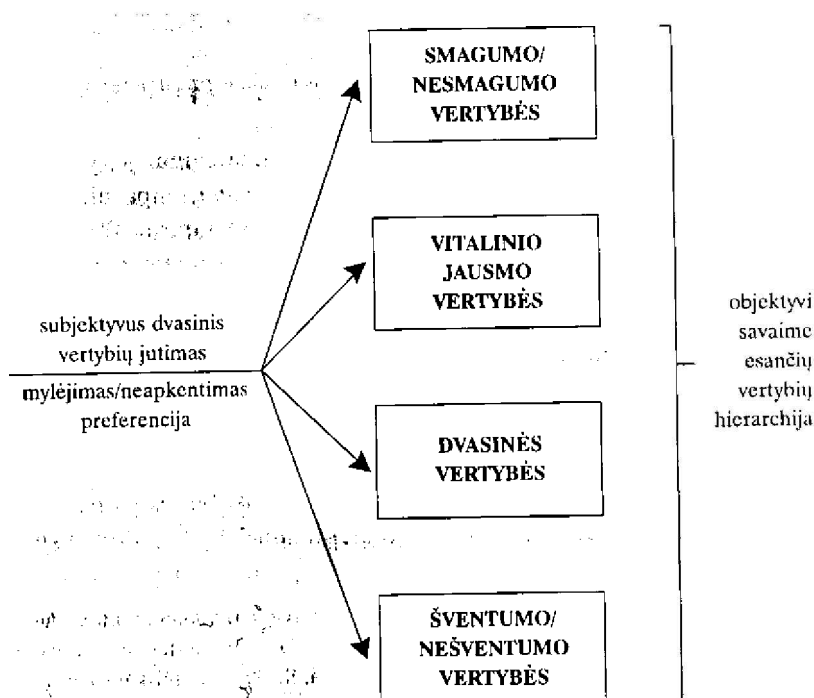 SMAGUMO/
NESMAGUMO
VERTYBĖS
VITALINIO
JAUSMO
VERTYBĖS
subjektyvus dvasinis
vertybių jutimas
mylėjimas/neapkentimas
preferencija
objektyvi
savaime
esančių
vertybių
hierarchija
DVASINĖS
VERTYBĖS
ŠVENTUMO/
NEŠVENTUMO
VERTYBĖS